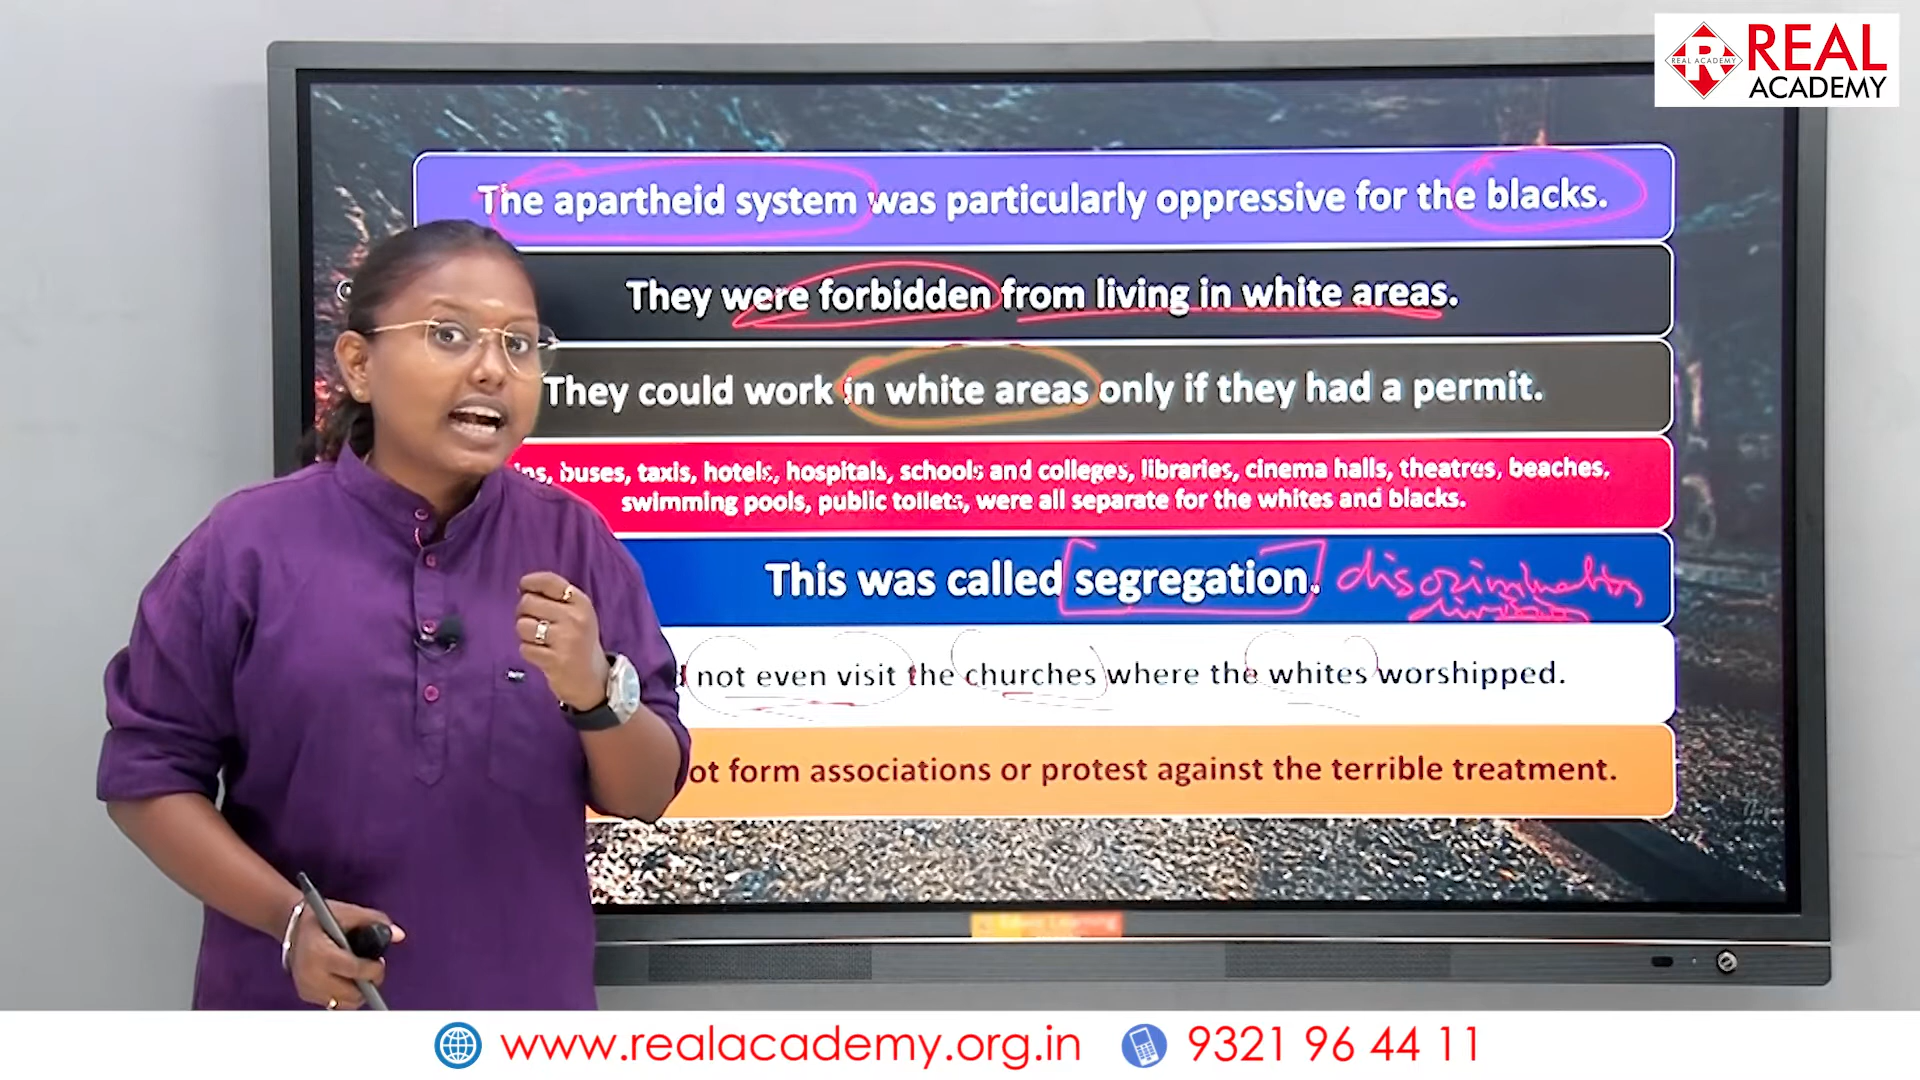 REAL
ACADEMY
R
REAL ACADEMY
The apartheid system was particularly oppressive for the blacks.
They were forbidden from living in white areas.
They could work in white areas only if they had a permit.
buses, taxis, hotels, hospitals, schools and colleges, libraries, cinema halls, theatres, beaches,
swimming pools, public toilets, were all separate for the whites and blacks.
This was called segregation. discrimination
not even visit the churches where the whites worshipped.
form associations or protest against the terrible treatment.
www.realacademy.org.in 9321 96 44 11